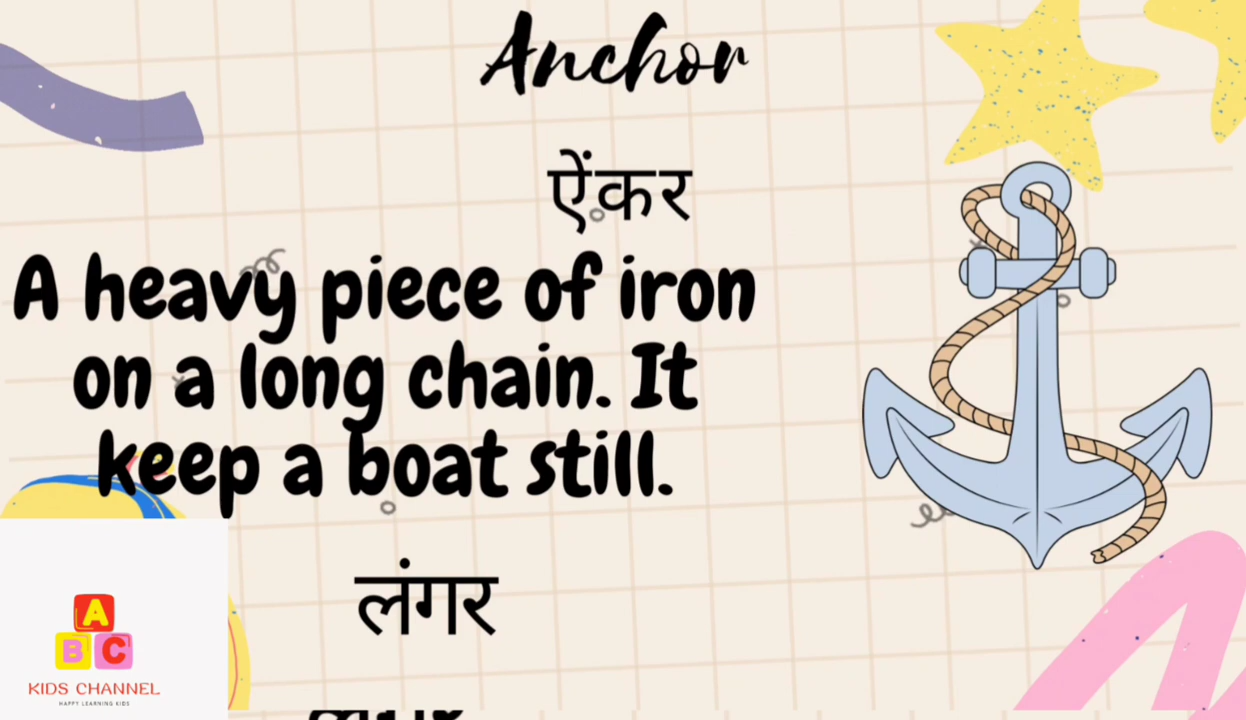 Anchor
ऐंकर
A heavy piece of iron
on a long chain. It
keep a boat still.
लंगर
A
B C
KIDS CHANNEL
HAPPY LEARNING KIDS